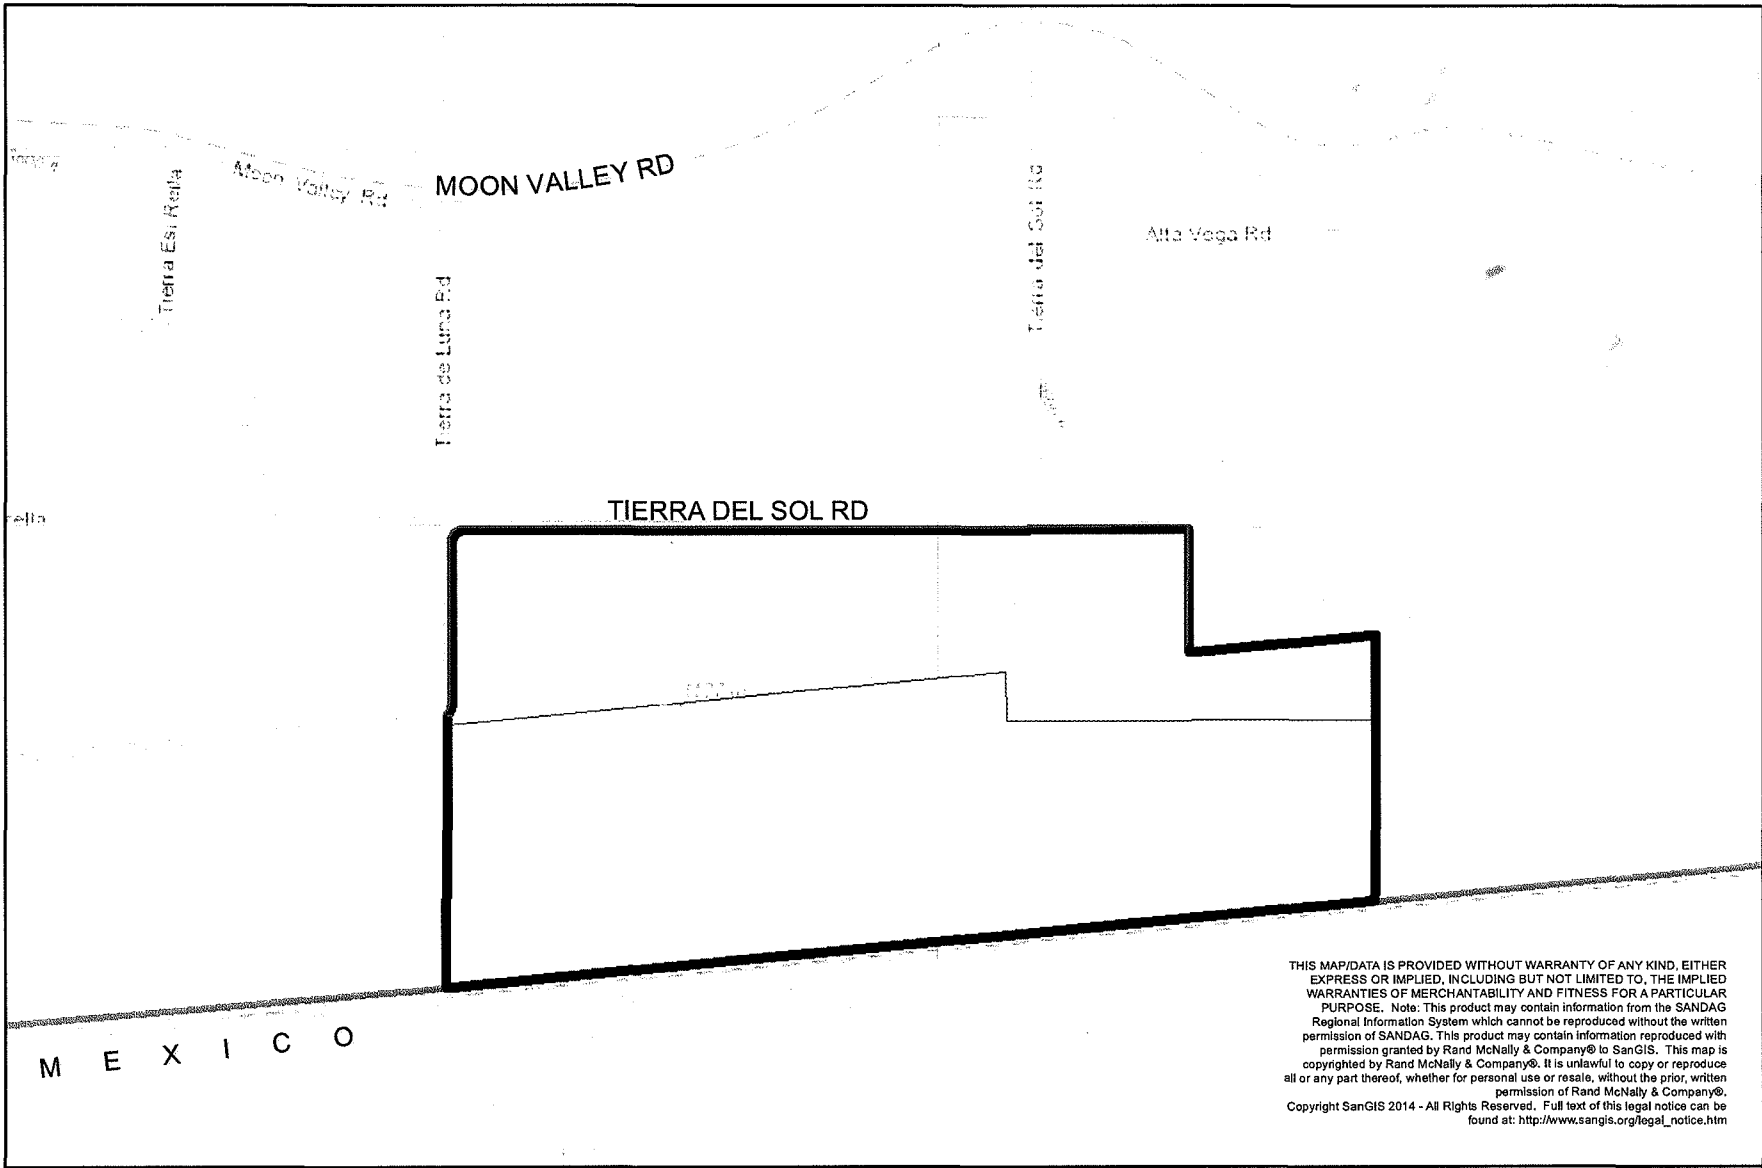 MOON VALLEY RD
Moon Valley Rd
Tierra del Sol Rd
Alta Vega Rd
Tierra de Luna Rd
TIERRA DEL SOL RD
M E X I C O
THIS MAP/DATA IS PROVIDED WITHOUT WARRANTY OF ANY KIND, EITHER
EXPRESS OR IMPLIED, INCLUDING BUT NOT LIMITED TO, THE IMPLIED
WARRANTIES OF MERCHANTABILITY AND FITNESS FOR A PARTICULAR
PURPOSE. Note: This product may contain information from the SANDAG
Regional Information System which cannot be reproduced without the written
permission of SANDAG. This product may contain information reproduced with
permission granted by Rand McNally & Company® to SanGIS. This map is
copyrighted by Rand McNally & Company®. It is unlawful to copy or reproduce
all or any part thereof, whether for personal use or resale, without the prior, written
permission of Rand McNally & Company®.
Copyright SanGIS 2014 - All Rights Reserved. Full text of this legal notice can be
found at: http://www.sangis.org/legal_notice.htm